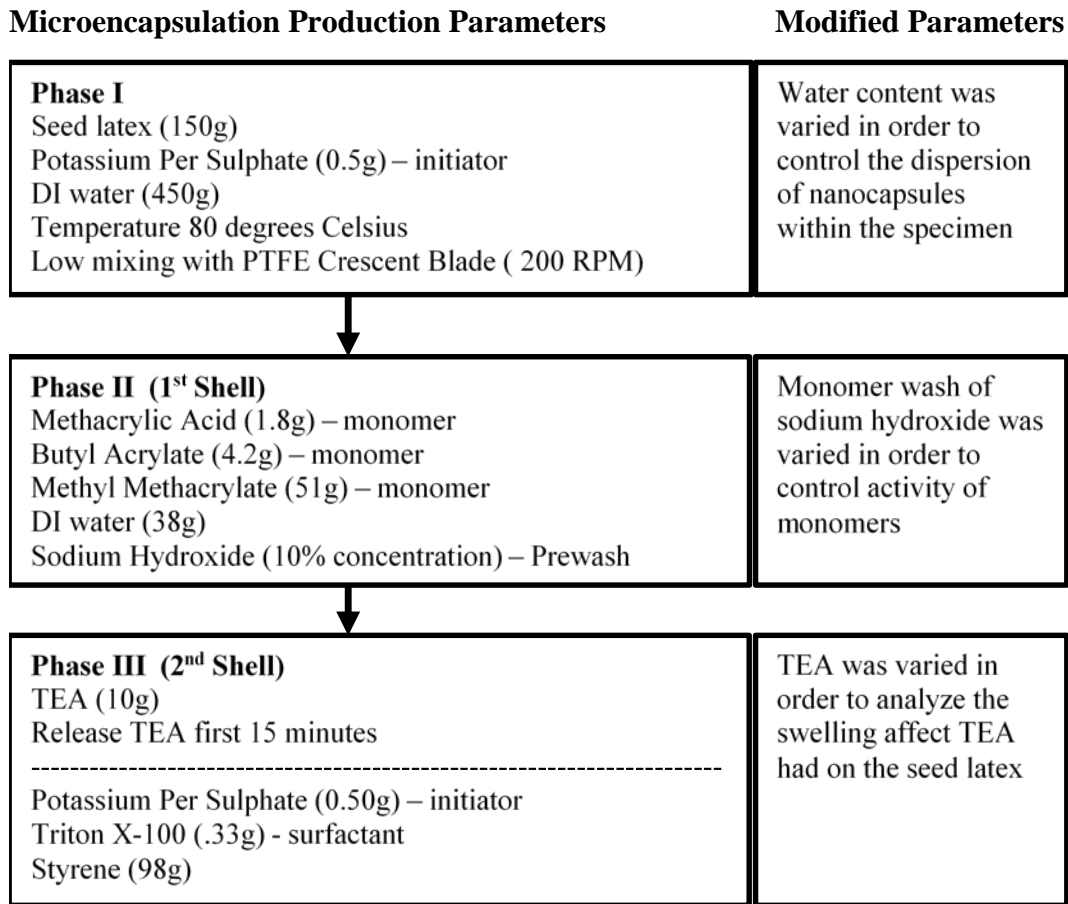 Microencapsulation Production Parameters
Modified Parameters
Phase I
Seed latex (150g)
Potassium Per Sulphate (0.5g) – initiator
DI water (450g)
Temperature 80 degrees Celsius
Low mixing with PTFE Crescent Blade ( 200 RPM)
Water content was
varied in order to
control the dispersion
of nanocapsules
within the specimen
Phase II  (1st Shell)
Methacrylic Acid (1.8g) – monomer
Butyl Acrylate (4.2g) – monomer
Methyl Methacrylate (51g) – monomer
DI water (38g)
Sodium Hydroxide (10% concentration) – Prewash
Monomer wash of
sodium hydroxide was
varied in order to
control activity of
monomers
Phase III  (2nd Shell)
TEA (10g)
Release TEA first 15 minutes
-----------------------------------------------------------------------
Potassium Per Sulphate (0.50g) – initiator
Triton X-100 (.33g) - surfactant
Styrene (98g)
TEA was varied in
order to analyze the
swelling affect TEA
had on the seed latex